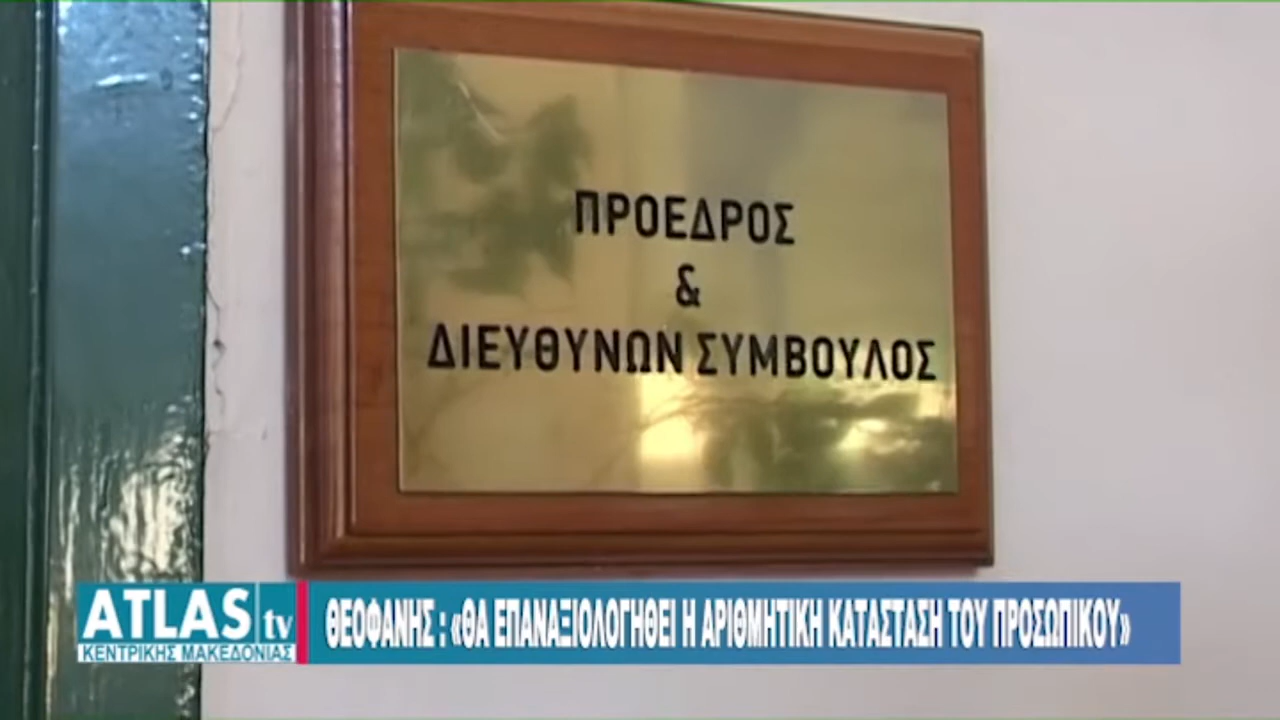 ΠΡΟΕΔΡΟΣ
&
ΔΙΕΥΘΥΝΩΝ ΣΥΜΒΟΥΛΟΣ
ATLAS tv
ΚΕΝΤΡΙΚΗΣ ΜΑΚΕΔΟΝΙΑΣ
ΘΕΟΦΑΝΗΣ : «ΘΑ ΕΠΑΝΑΞΙΟΛΟΓΗΘΕΙ Η ΑΡΙΘΜΗΤΙΚΗ ΚΑΤΑΣΤΑΣΗ ΤΟΥ ΠΡΟΣΩΠΙΚΟΥ»